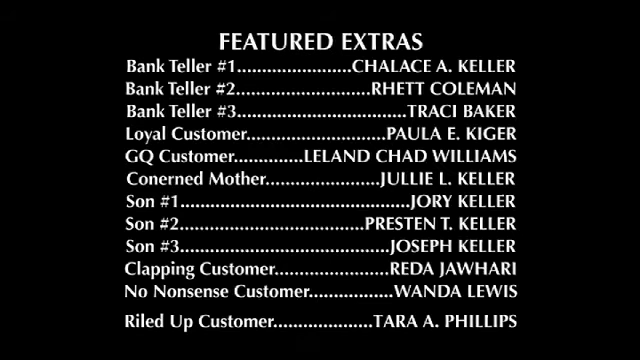 FEATURED EXTRAS
Bank Teller #1......................CHALACE A. KELLER
Bank Teller #2..........................RHETT COLEMAN
Bank Teller #3.................................TRACI BAKER
Loyal Customer...........................PAULA E. KIGER
GQ Customer.............LELAND CHAD WILLIAMS
Conerned Mother......................JULLIE L. KELLER
Son #1............................................JORY KELLER
Son #2...................................PRESTEN T. KELLER
Son #3........................................JOSEPH KELLER
Clapping Customer......................REDA JAWHARI
No Nonsense Customer................WANDA LEWIS
Riled Up Customer...................TARA A. PHILLIPS